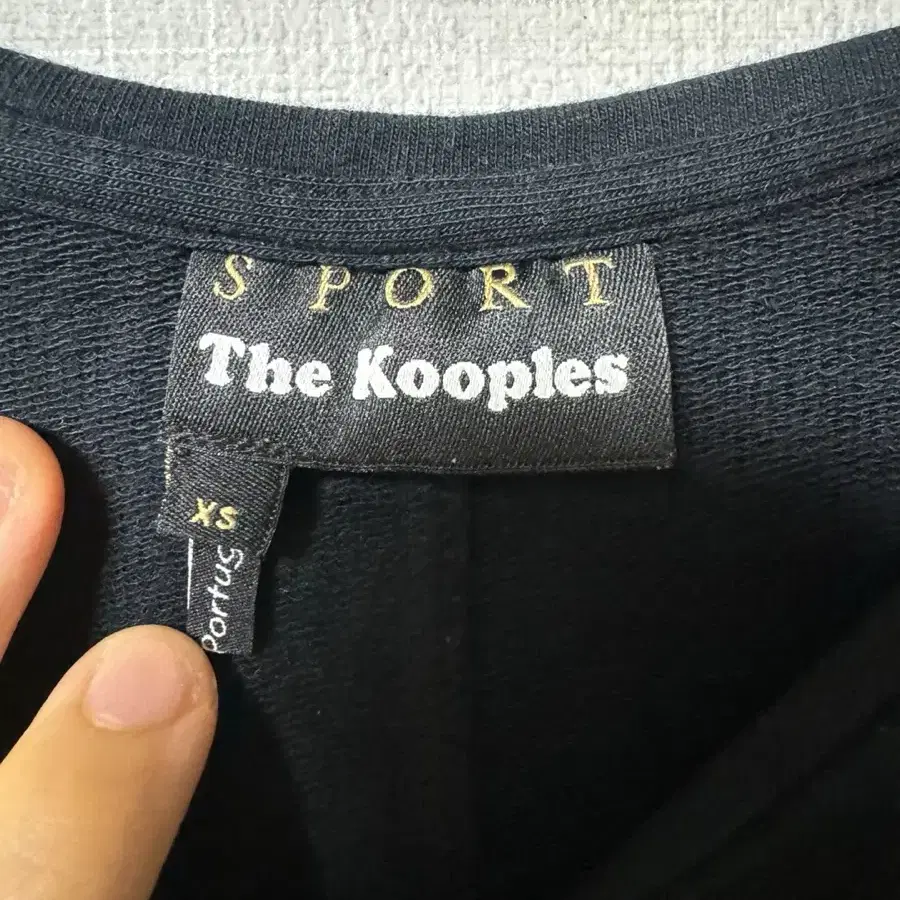 SPORT
The Kooples
XS
Portug